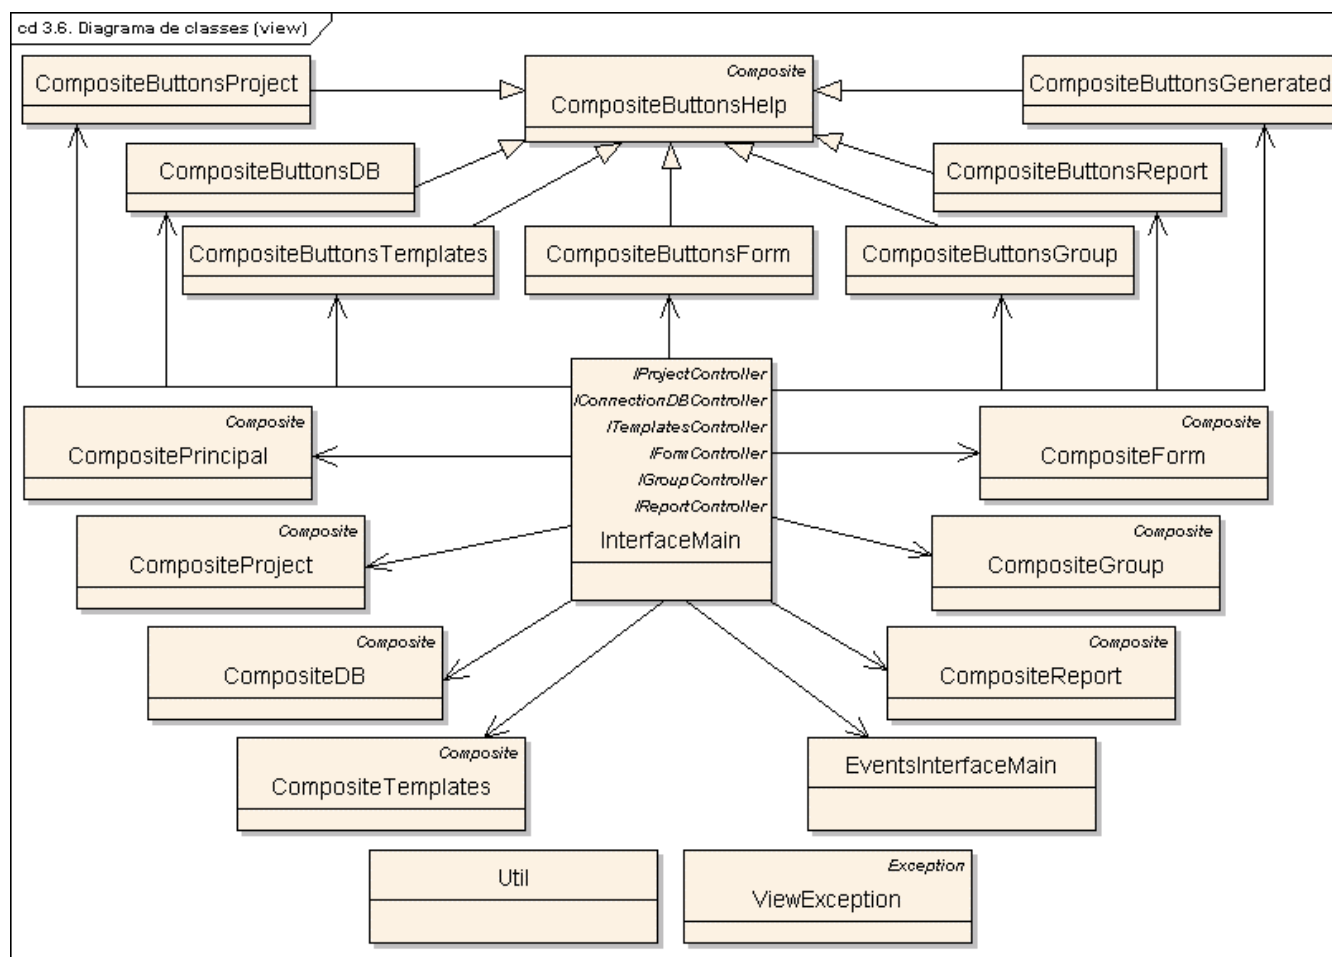 cd 3.6. Diagrama de classes (view)
CompositeButtonsProject
Composite
CompositeButtonsHelp
CompositeButtonsGenerated
CompositeButtonsDB
CompositeButtonsReport
CompositeButtonsTemplates
CompositeButtonsForm
CompositeButtonsGroup
IProjectController
IConnectionDBController
ITemplatesController
IFormController
IGroupController
IReportController
InterfaceMain
Composite
CompositePrincipal
Composite
CompositeForm
Composite
CompositeProject
Composite
CompositeGroup
Composite
CompositeDB
Composite
CompositeReport
Composite
CompositeTemplates
EventsInterfaceMain
Util
Exception
ViewException